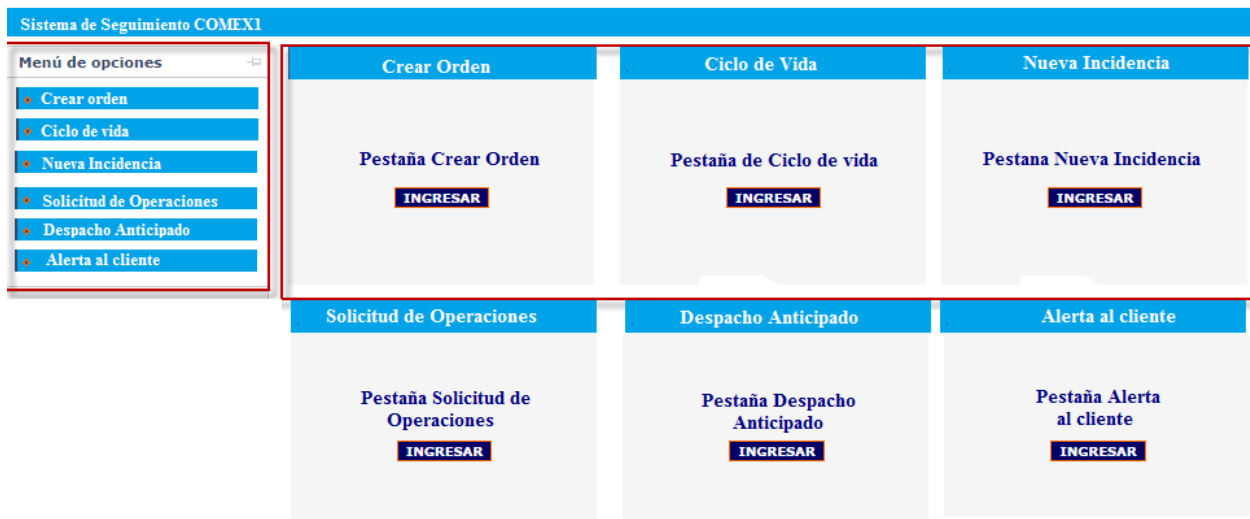 Sistema de Seguimiento COMEX1
Menú de opciones
Crear orden
Ciclo de vida
Nueva Incidencia
Solicitud de Operaciones
Despacho Anticipado
Alerta al cliente
Crear Orden
Pestaña Crear Orden
INGRESAR
Ciclo de Vida
Pestaña de Ciclo de vida
INGRESAR
Nueva Incidencia
Pestana Nueva Incidencia
INGRESAR
Solicitud de Operaciones
Pestaña Solicitud de
Operaciones
INGRESAR
Despacho Anticipado
Pestaña Despacho
Anticipado
INGRESAR
Alerta al cliente
Pestaña Alerta
al cliente
INGRESAR